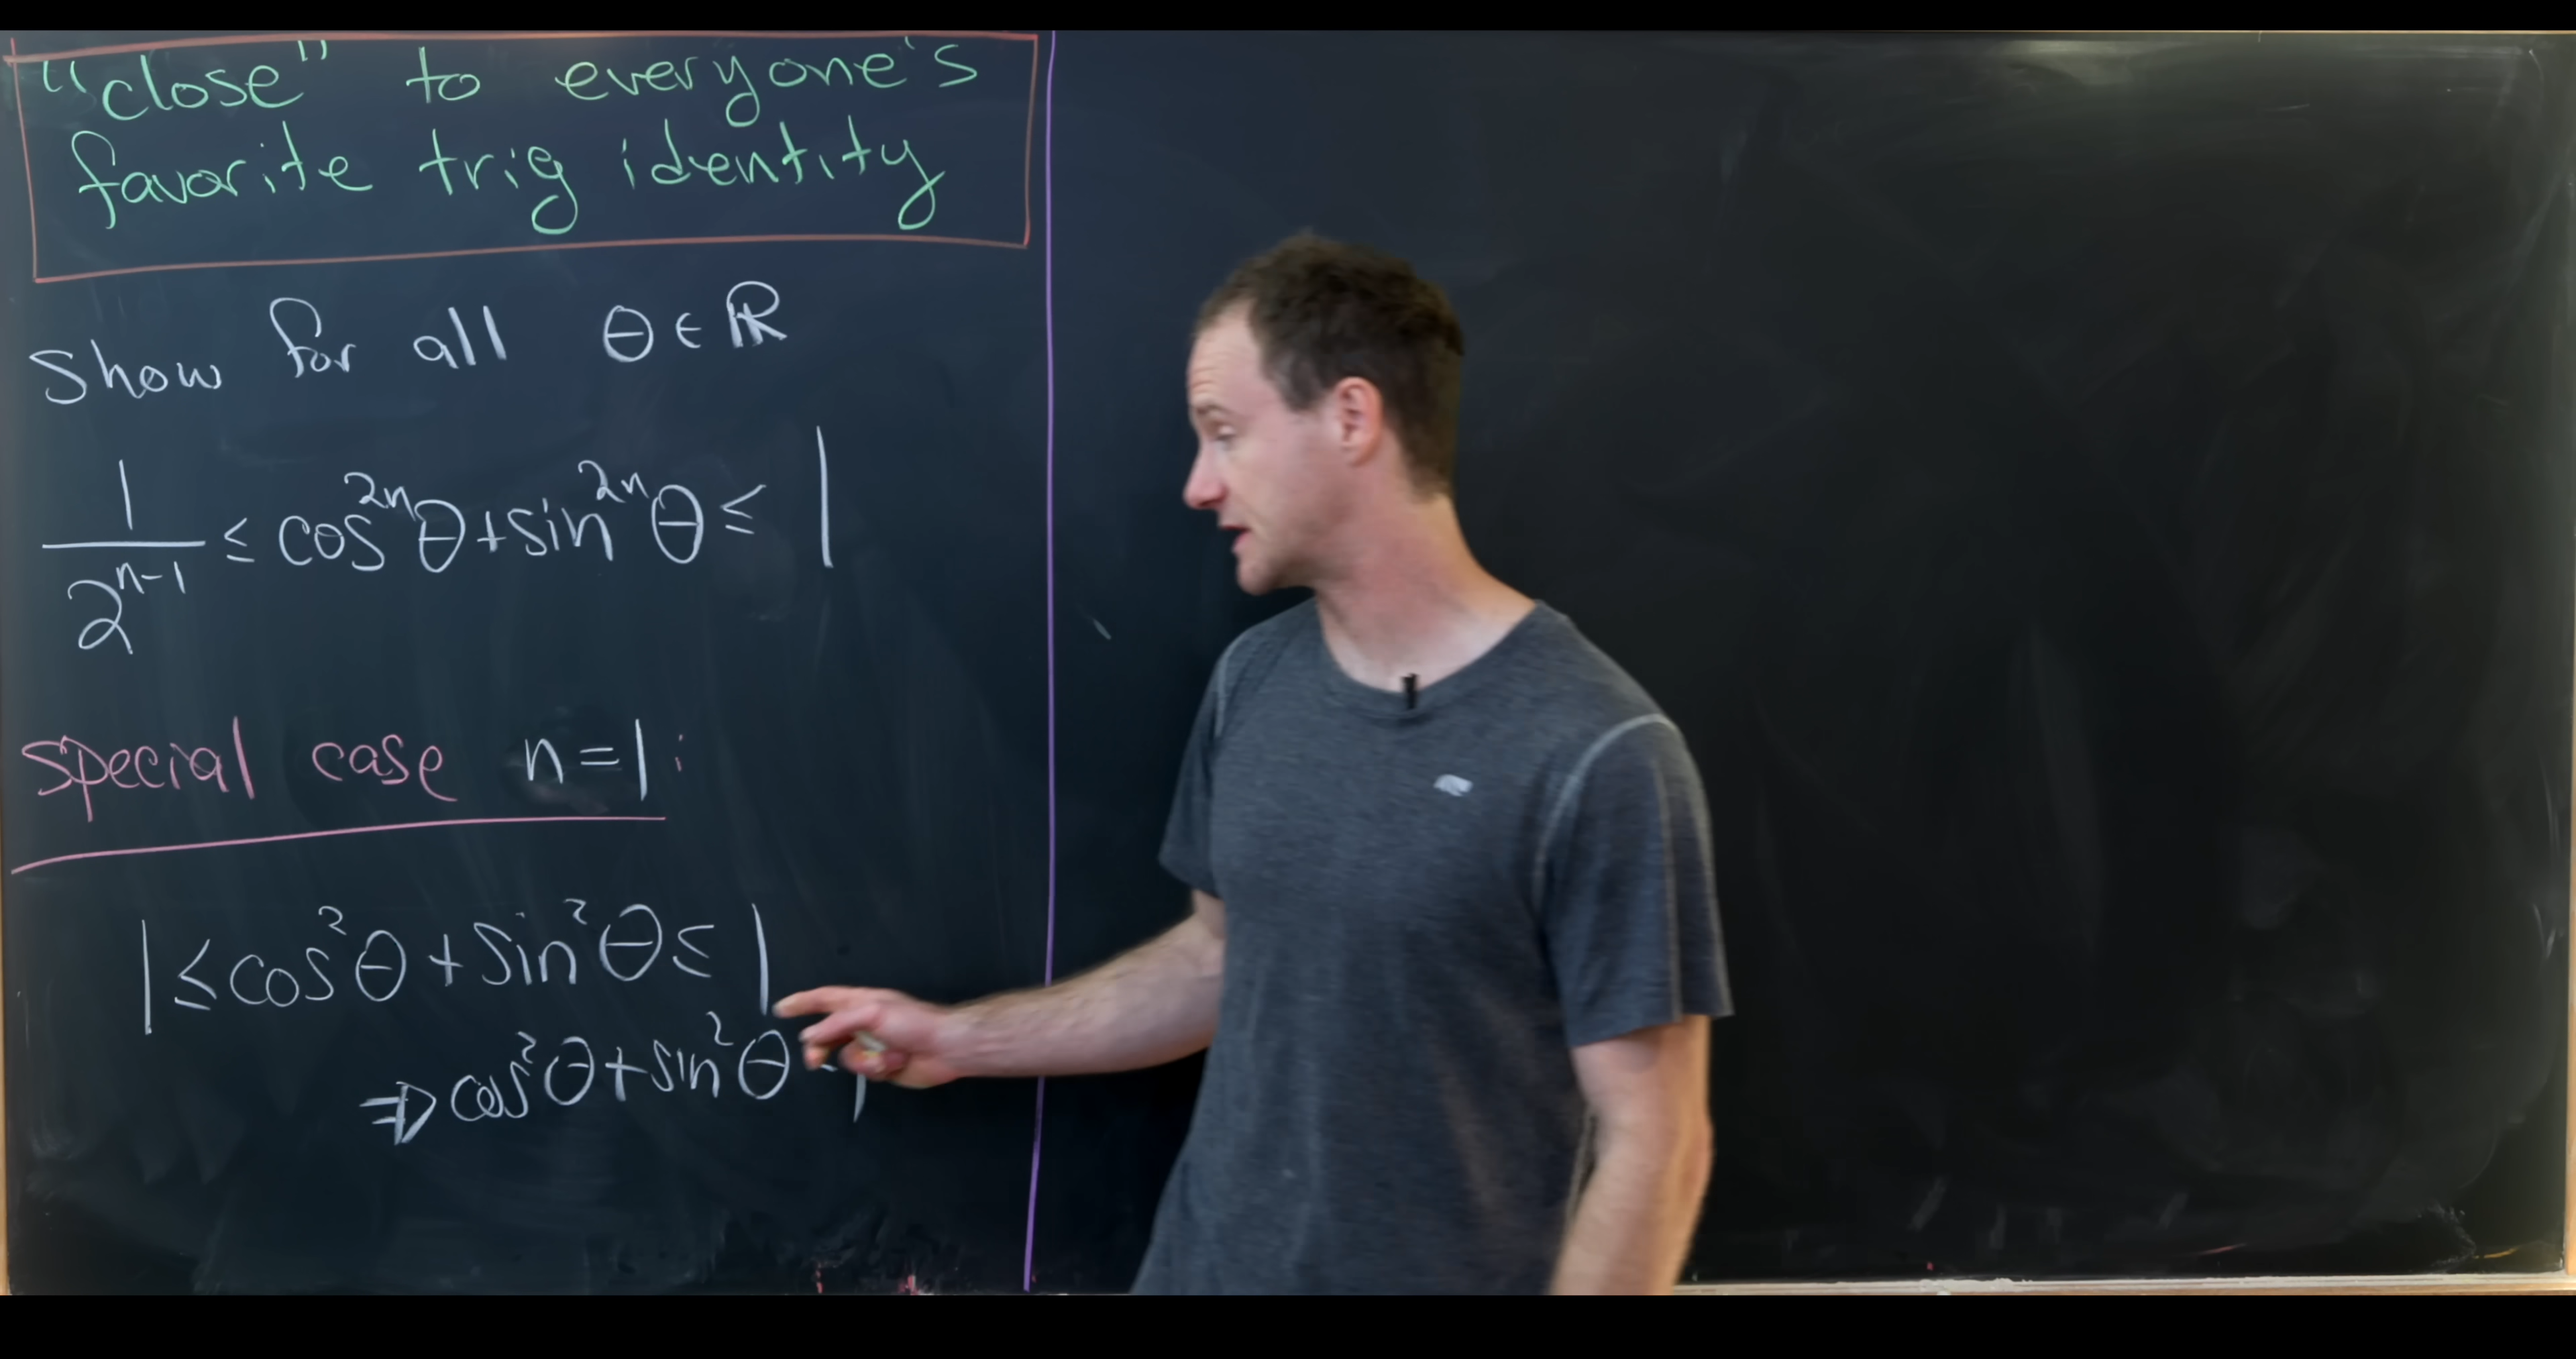 "close" to everyone's
favorite trig identity
Show for all θ ∈ ℝ
1/2^{n-1} ≤ cos^{2n}θ + sin^{2n}θ ≤ 1
special case n=1:
1 ≤ cos²θ + sin²θ ≤ 1
⇒ cos²θ + sin²θ = 1